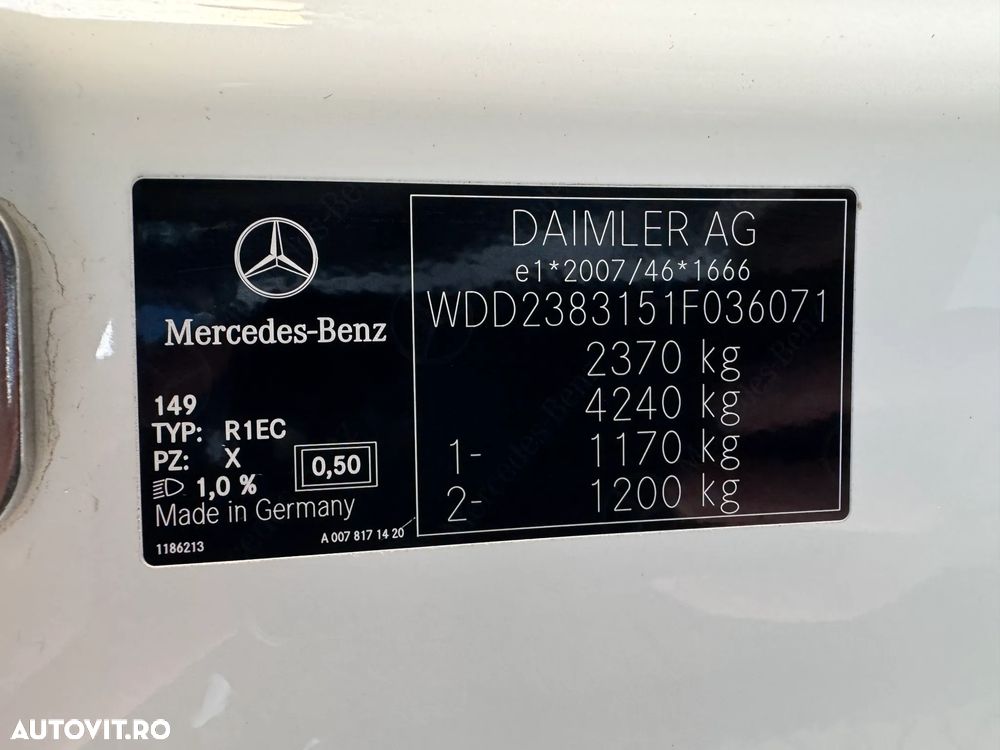 Mercedes-Benz
149
TYP: R1EC
PZ: X
1,0 %
0,50
Made in Germany
1186213
A 007 817 14 20
DAIMLER AG
e1*2007/46*1666
WDD2383151F036071
2370 kg
4240 kg
1- 1170 kg
2- 1200 kg
AUTOVIT.RO